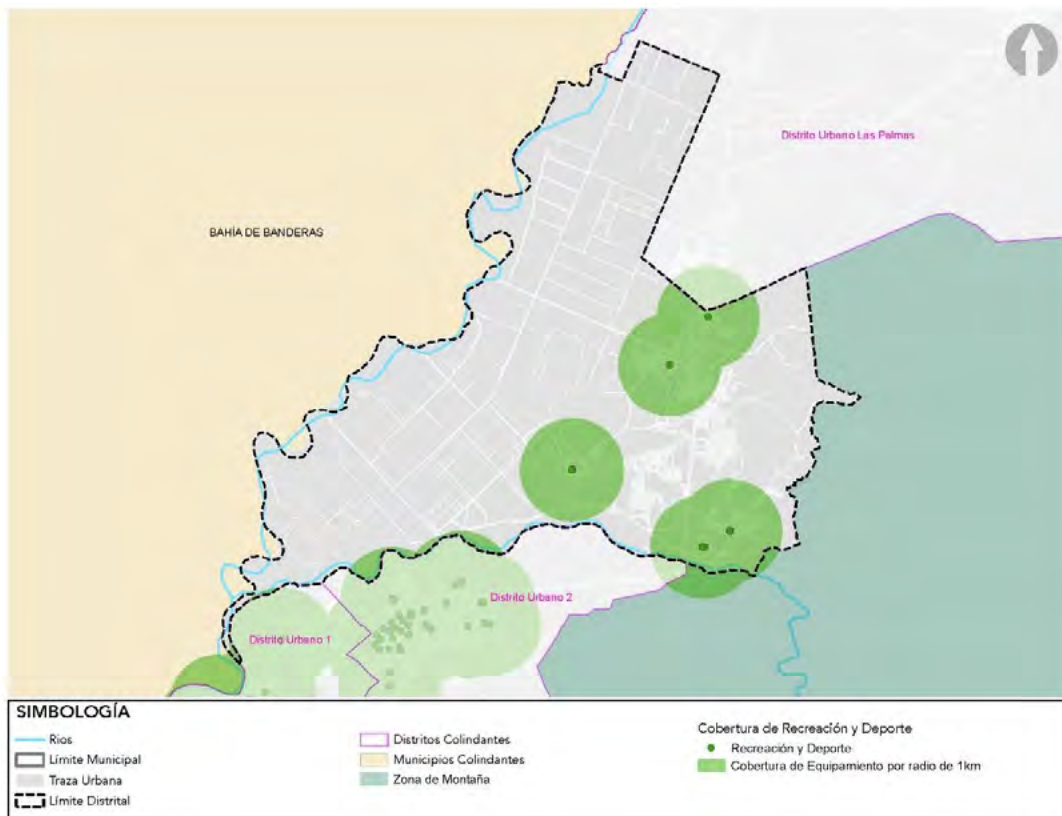 Distrito Urbano Las Palmas
BAHÍA DE BANDERAS
Distrito Urbano 2
Distrito Urbano 1
SIMBOLOGÍA
Rios
Límite Municipal
Traza Urbana
Límite Distrital
Distritos Colindantes
Municipios Colindantes
Zona de Montaña
Cobertura de Recreación y Deporte
Recreación y Deporte
Cobertura de Equipamiento por radio de 1km